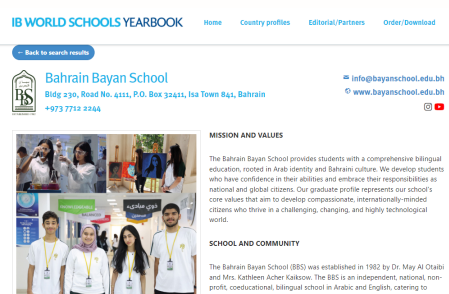 IB WORLD SCHOOLS YEARBOOK
Home
Country profiles
Editorial/Partners
Order/Download
← Back to search results
Bahrain Bayan School
Bldg 230, Road No. 4111, P.O. Box 32411, Isa Town 841, Bahrain
+973 7712 2244
info@bayanschool.edu.bh
www.bayanschool.edu.bh
BBS
MISSION AND VALUES
The Bahrain Bayan School provides students with a comprehensive bilingual
education, rooted in Arab identity and Bahraini culture. We develop students
who have confidence in their abilities and embrace their responsibilities as
national and global citizens. Our graduate profile represents our school's
core values that aim to develop compassionate, internationally-minded
citizens who thrive in a challenging, changing, and highly technological
world.
SCHOOL AND COMMUNITY
The Bahrain Bayan School (BBS) was established in 1982 by Dr. May Al Otaibi
and Mrs. Kathleen Acher Kaiksow. The BBS is an independent, national, non-
profit, coeducational, bilingual school in Arabic and English, catering to